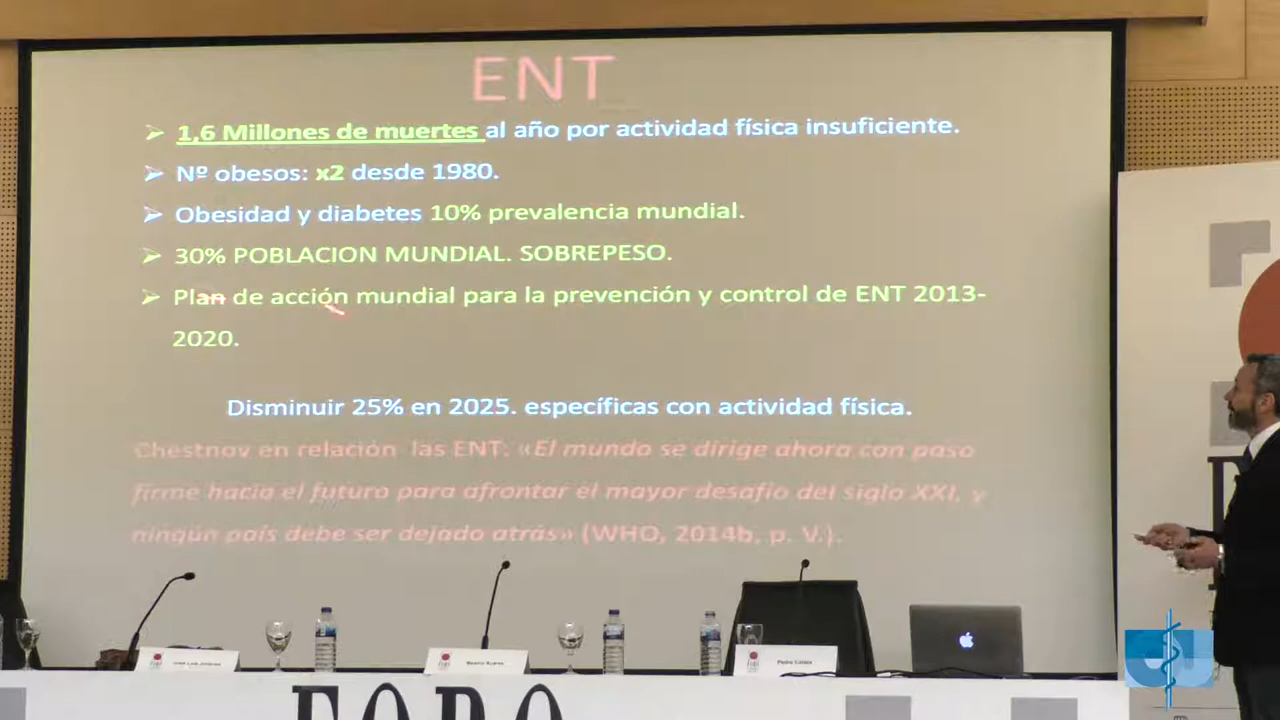 ENT
1,6 Millones de muertes al año por actividad física insuficiente.
Nº obesos: x2 desde 1980.
Obesidad y diabetes 10% prevalencia mundial.
30% POBLACION MUNDIAL. SOBREPESO.
Plan de acción mundial para la prevención y control de ENT 2013-
2020.
Disminuir 25% en 2025. específicas con actividad física.
Chestnov en relación las ENT: «El mundo se dirige ahora con paso
firme hacia el futuro para afrontar el mayor desafío del siglo XXI, y
ningún país debe ser dejado atrás» (WHO, 2014b, p. V.).
FORO